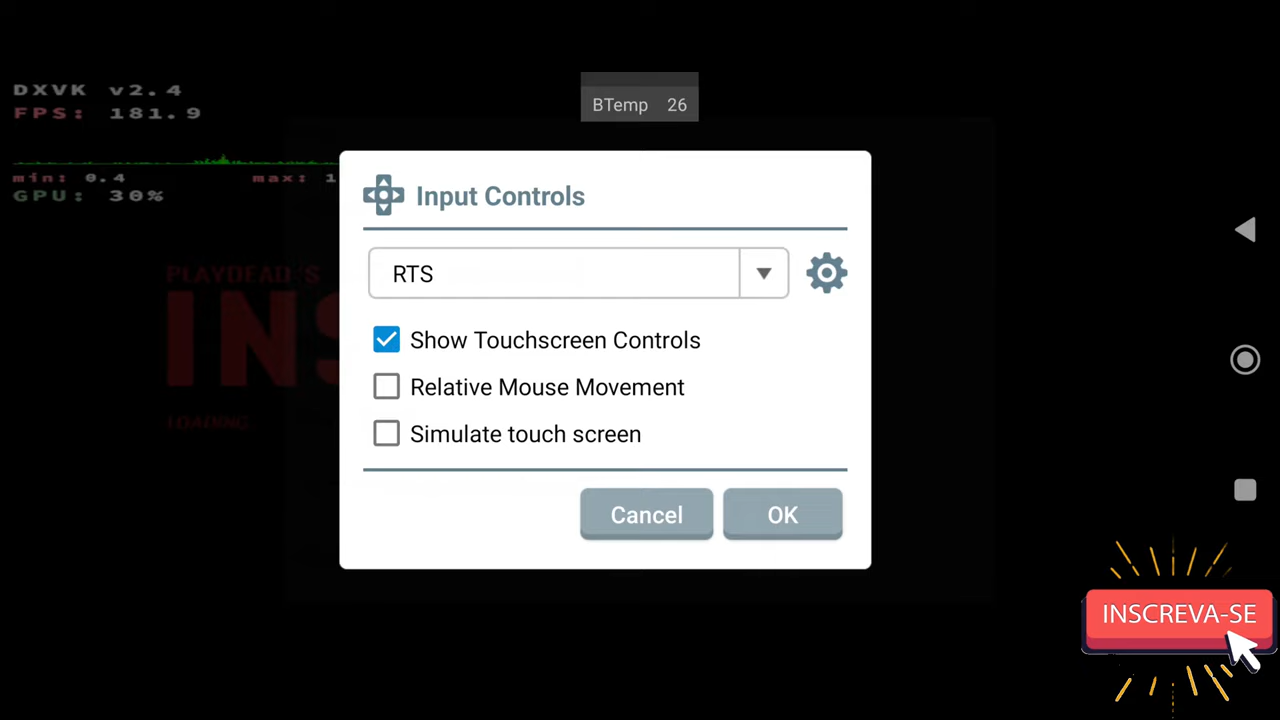 DXVK v2.4
FPS: 181.9
min: 0.4 max: 1
GPU: 30%
BTemp 26
Input Controls
RTS
Show Touchscreen Controls
Relative Mouse Movement
Simulate touch screen
Cancel OK
PLAYDEAD'S
INS
LOADING
INSCREVA-SE